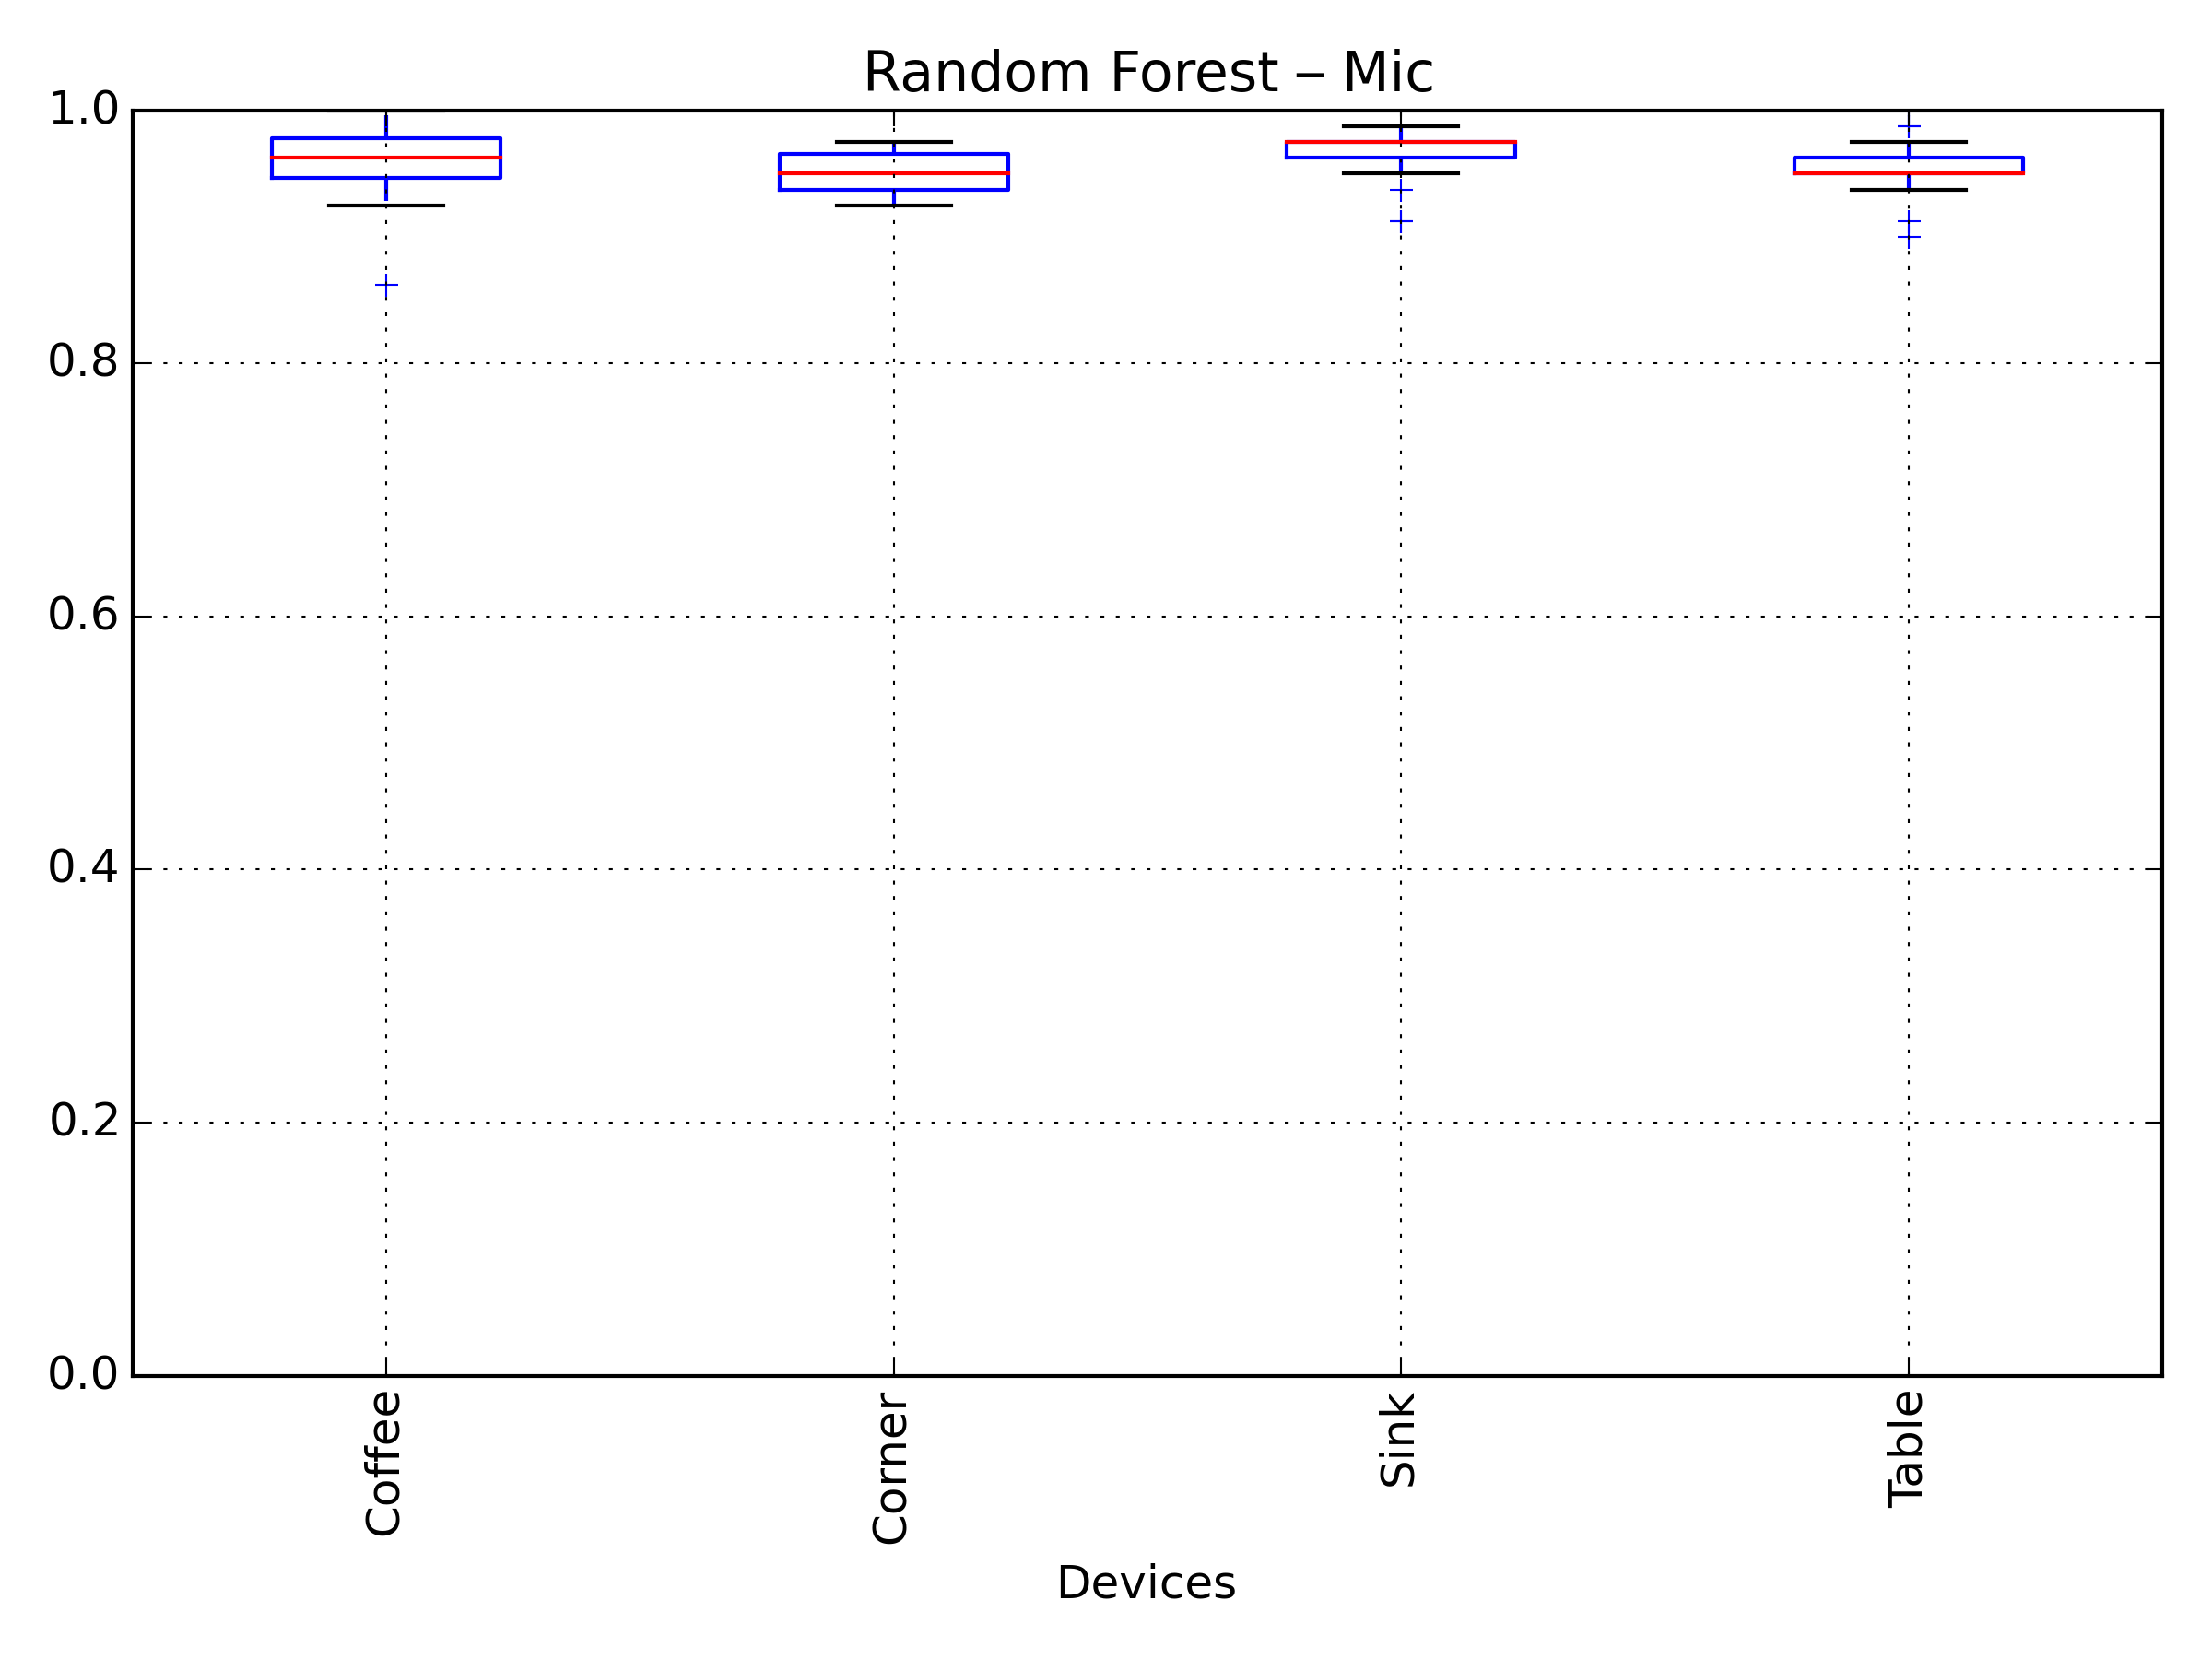 Random Forest – Mic
1.0
0.8
0.6
0.4
0.2
0.0
Coffee
Corner
Sink
Table
Devices